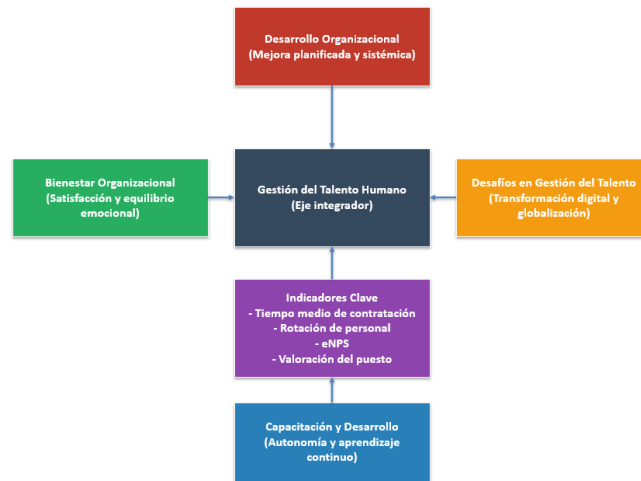 Desarrollo Organizacional
(Mejora planificada y sistémica)
Bienestar Organizacional
(Satisfacción y equilibrio
emocional)
Gestión del Talento Humano
(Eje integrador)
Desafíos en Gestión del Talento
(Transformación digital y
globalización)
Indicadores Clave
- Tiempo medio de contratación
- Rotación de personal
- eNPS
- Valoración del puesto
Capacitación y Desarrollo
(Autonomía y aprendizaje
continuo)